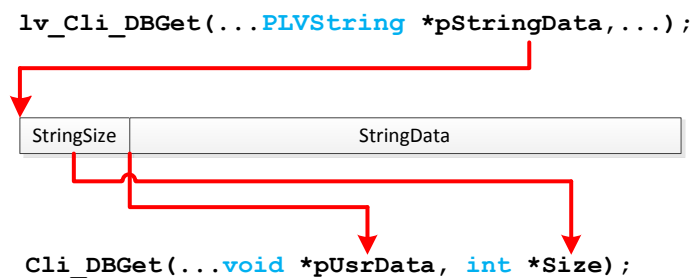 lv_Cli_DBGet(...PLVString *pStringData,...);
StringSize StringData
Cli_DBGet(...void *pUsrData, int *Size);